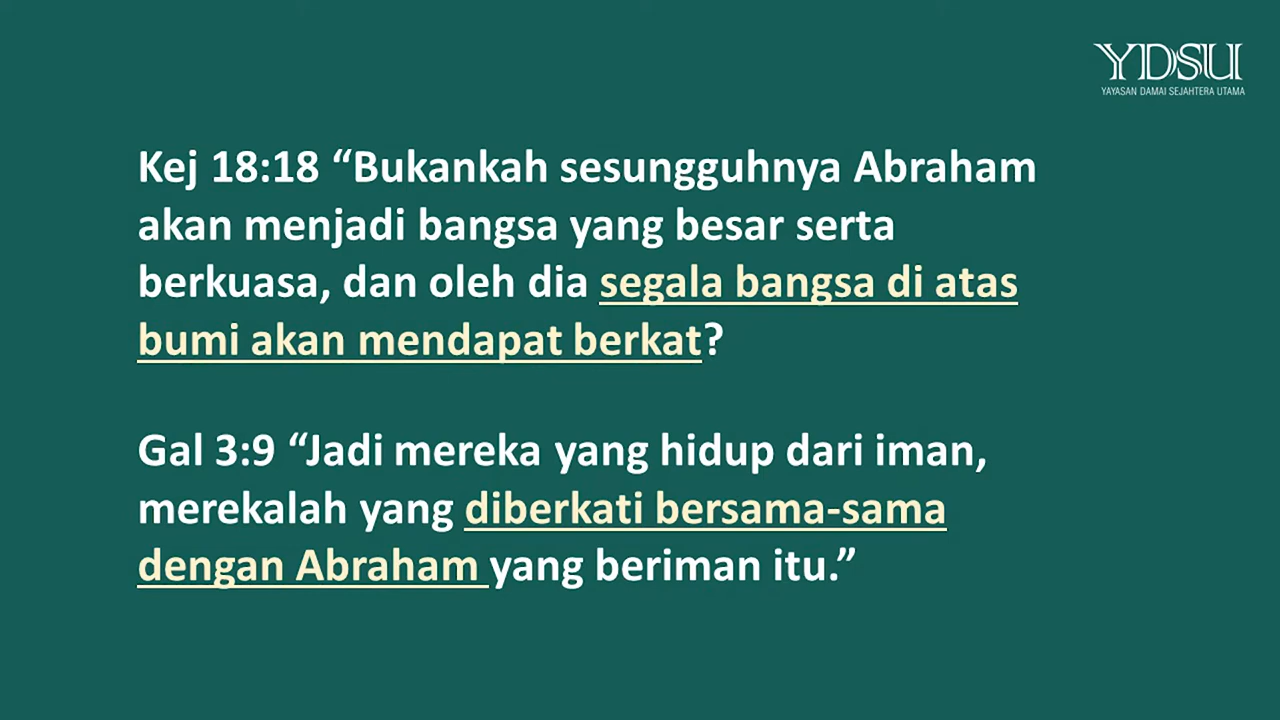 YDSU
YAYASAN DAMAI SEJAHTERA UTAMA
Kej 18:18 “Bukankah sesungguhnya Abraham
akan menjadi bangsa yang besar serta
berkuasa, dan oleh dia segala bangsa di atas
bumi akan mendapat berkat?
Gal 3:9 “Jadi mereka yang hidup dari iman,
merekalah yang diberkati bersama-sama
dengan Abraham yang beriman itu.”